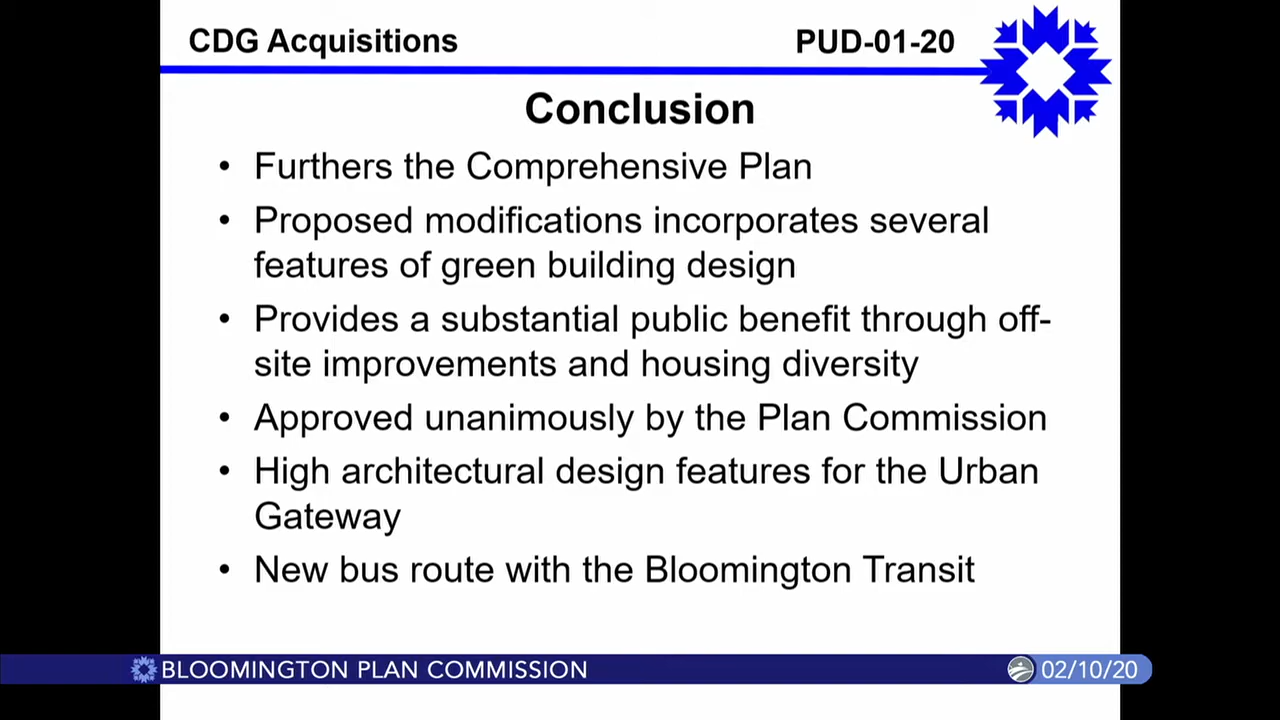 CDG Acquisitions PUD-01-20
Conclusion
• Furthers the Comprehensive Plan
• Proposed modifications incorporates several
features of green building design
• Provides a substantial public benefit through off-
site improvements and housing diversity
• Approved unanimously by the Plan Commission
• High architectural design features for the Urban
Gateway
• New bus route with the Bloomington Transit
BLOOMINGTON PLAN COMMISSION 02/10/20